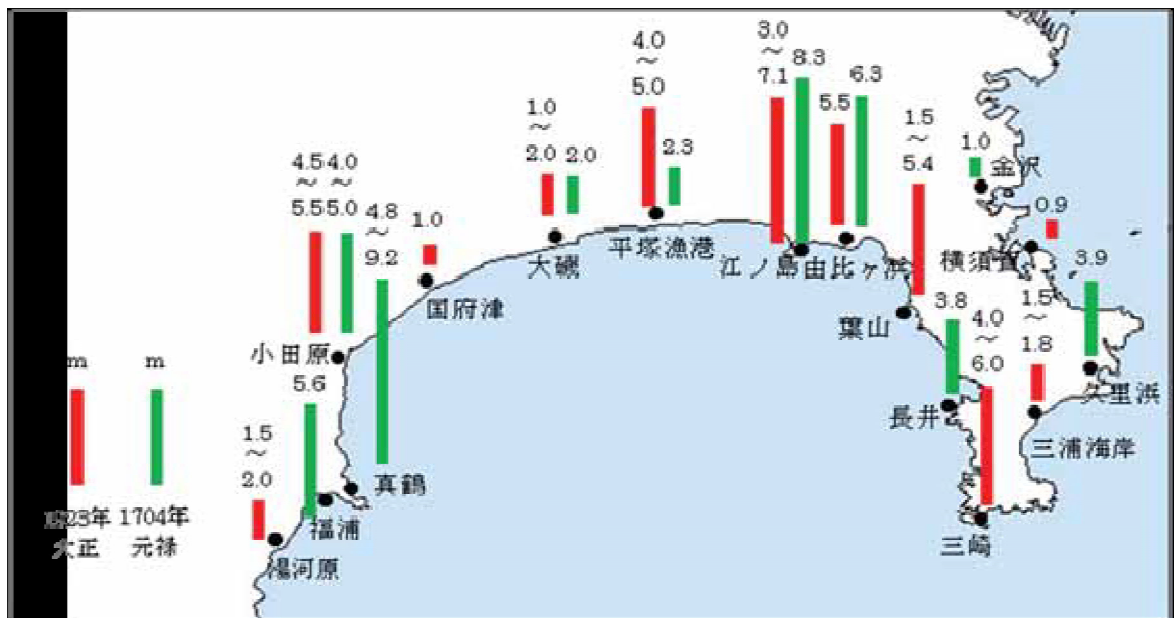 4.0
~
5.0
3.0
~
7.1
8.3
6.3
5.5
1.0
~
2.0
2.0
2.3
1.5
~
5.4
1.0
金沢
4.5
~
5.5
4.0
~
5.0
4.8
~
9.2
1.0
0.9
大磯
平塚漁港
江ノ島
由比ヶ浜
横須賀
国府津
葉山
3.9
3.8
4.0
~
6.0
1.5
~
1.8
小田原
久里浜
長井
三浦海岸
5.6
m
m
1.5
~
2.0
真鶴
23年
大正
1704年
元禄
福浦
湯河原
三崎